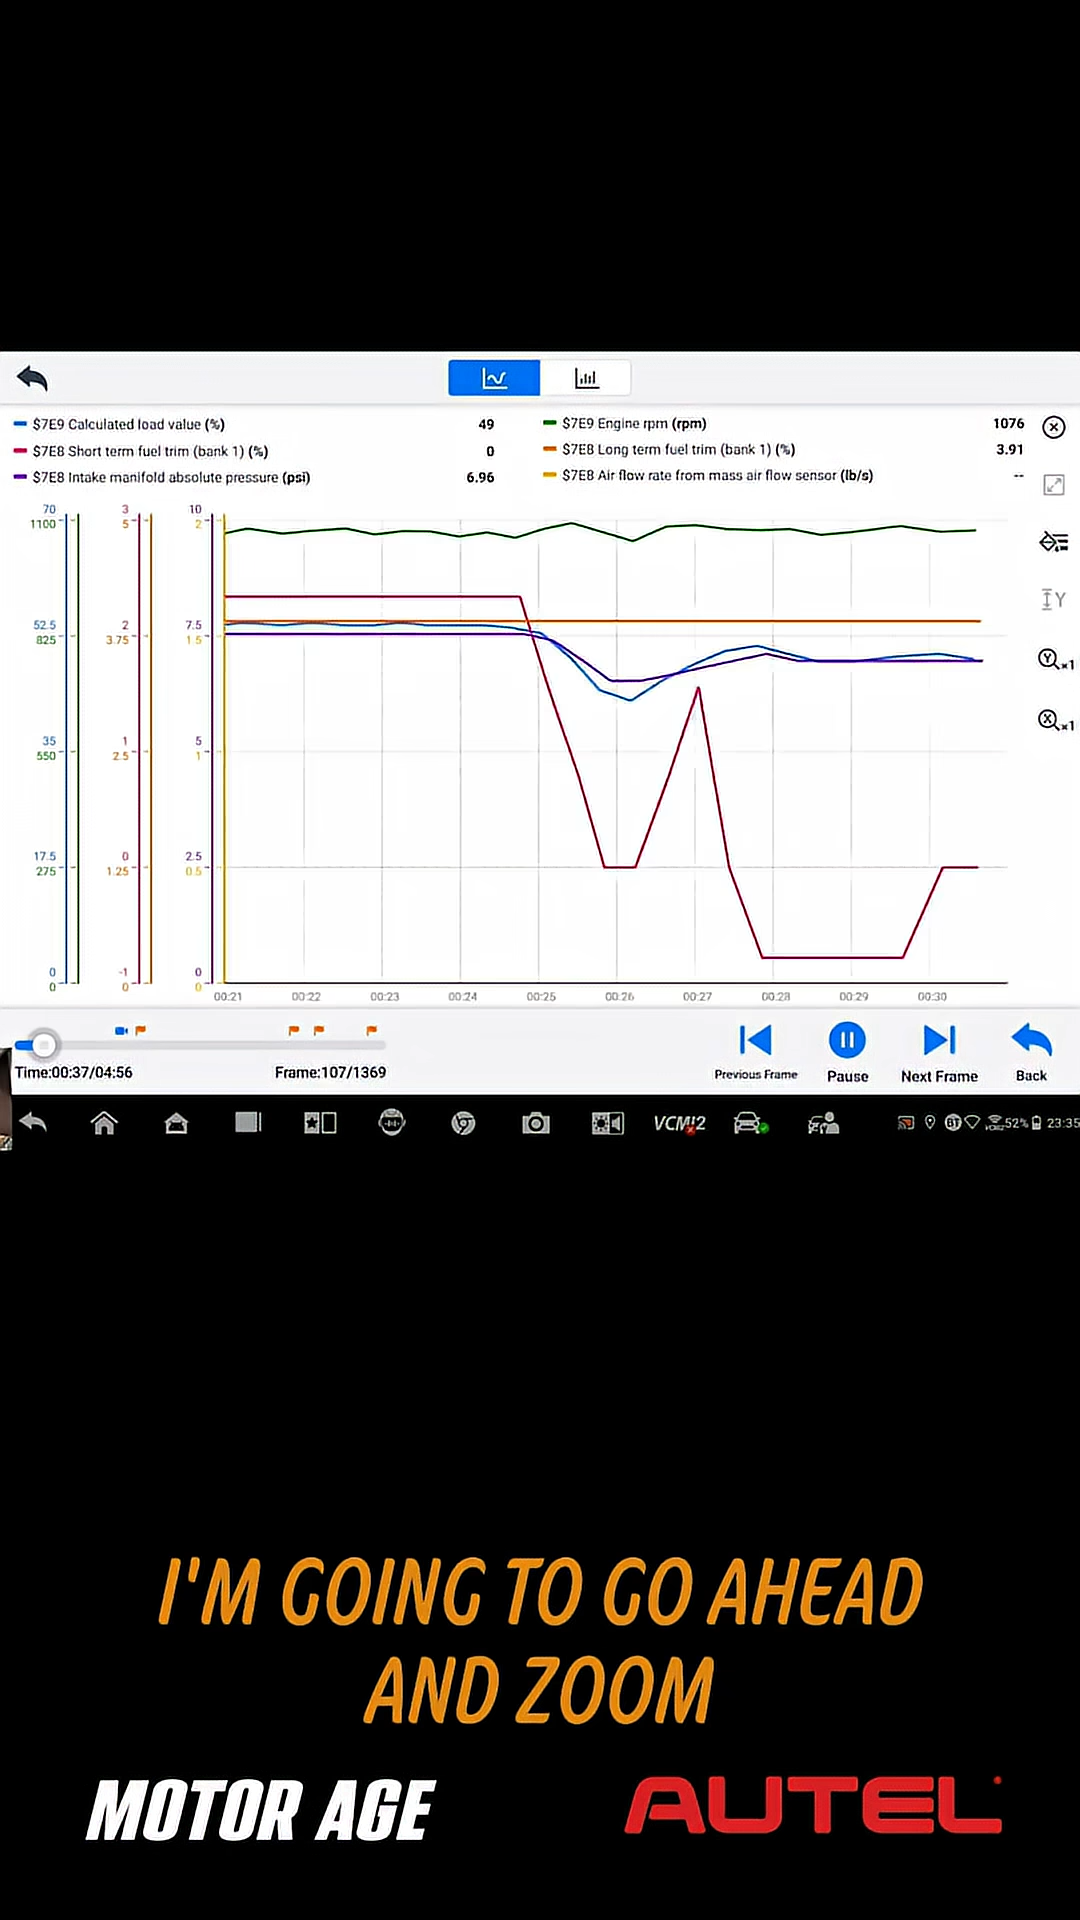 $7E9 Calculated load value (%) 49 $7E9 Engine rpm (rpm) 1076
$7E8 Short term fuel trim (bank 1) (%) 0 $7E8 Long term fuel trim (bank 1) (%) 3.91
$7E8 Intake manifold absolute pressure (psi) 6.96 $7E8 Air flow rate from mass air flow sensor (lb/s) --
70 3 10
1100 5 2
Y
52.5 2 7.5
825 3.75 1.5
Y ×1
X ×1
35 1 5
550 2.5 1
17.5 0 2.5
275 1.25 0.5
0 -1 0
0 0 0
00:21 00:22 00:23 00:24 00:25 00:26 00:27 00:28 00:29 00:30
Time:00:37/04:56 Frame:107/1369
Previous Frame Pause Next Frame Back
VCMI2 BT VCI2 52% 23:35
I'M GOING TO GO AHEAD
AND ZOOM
MOTOR AGE AUTEL